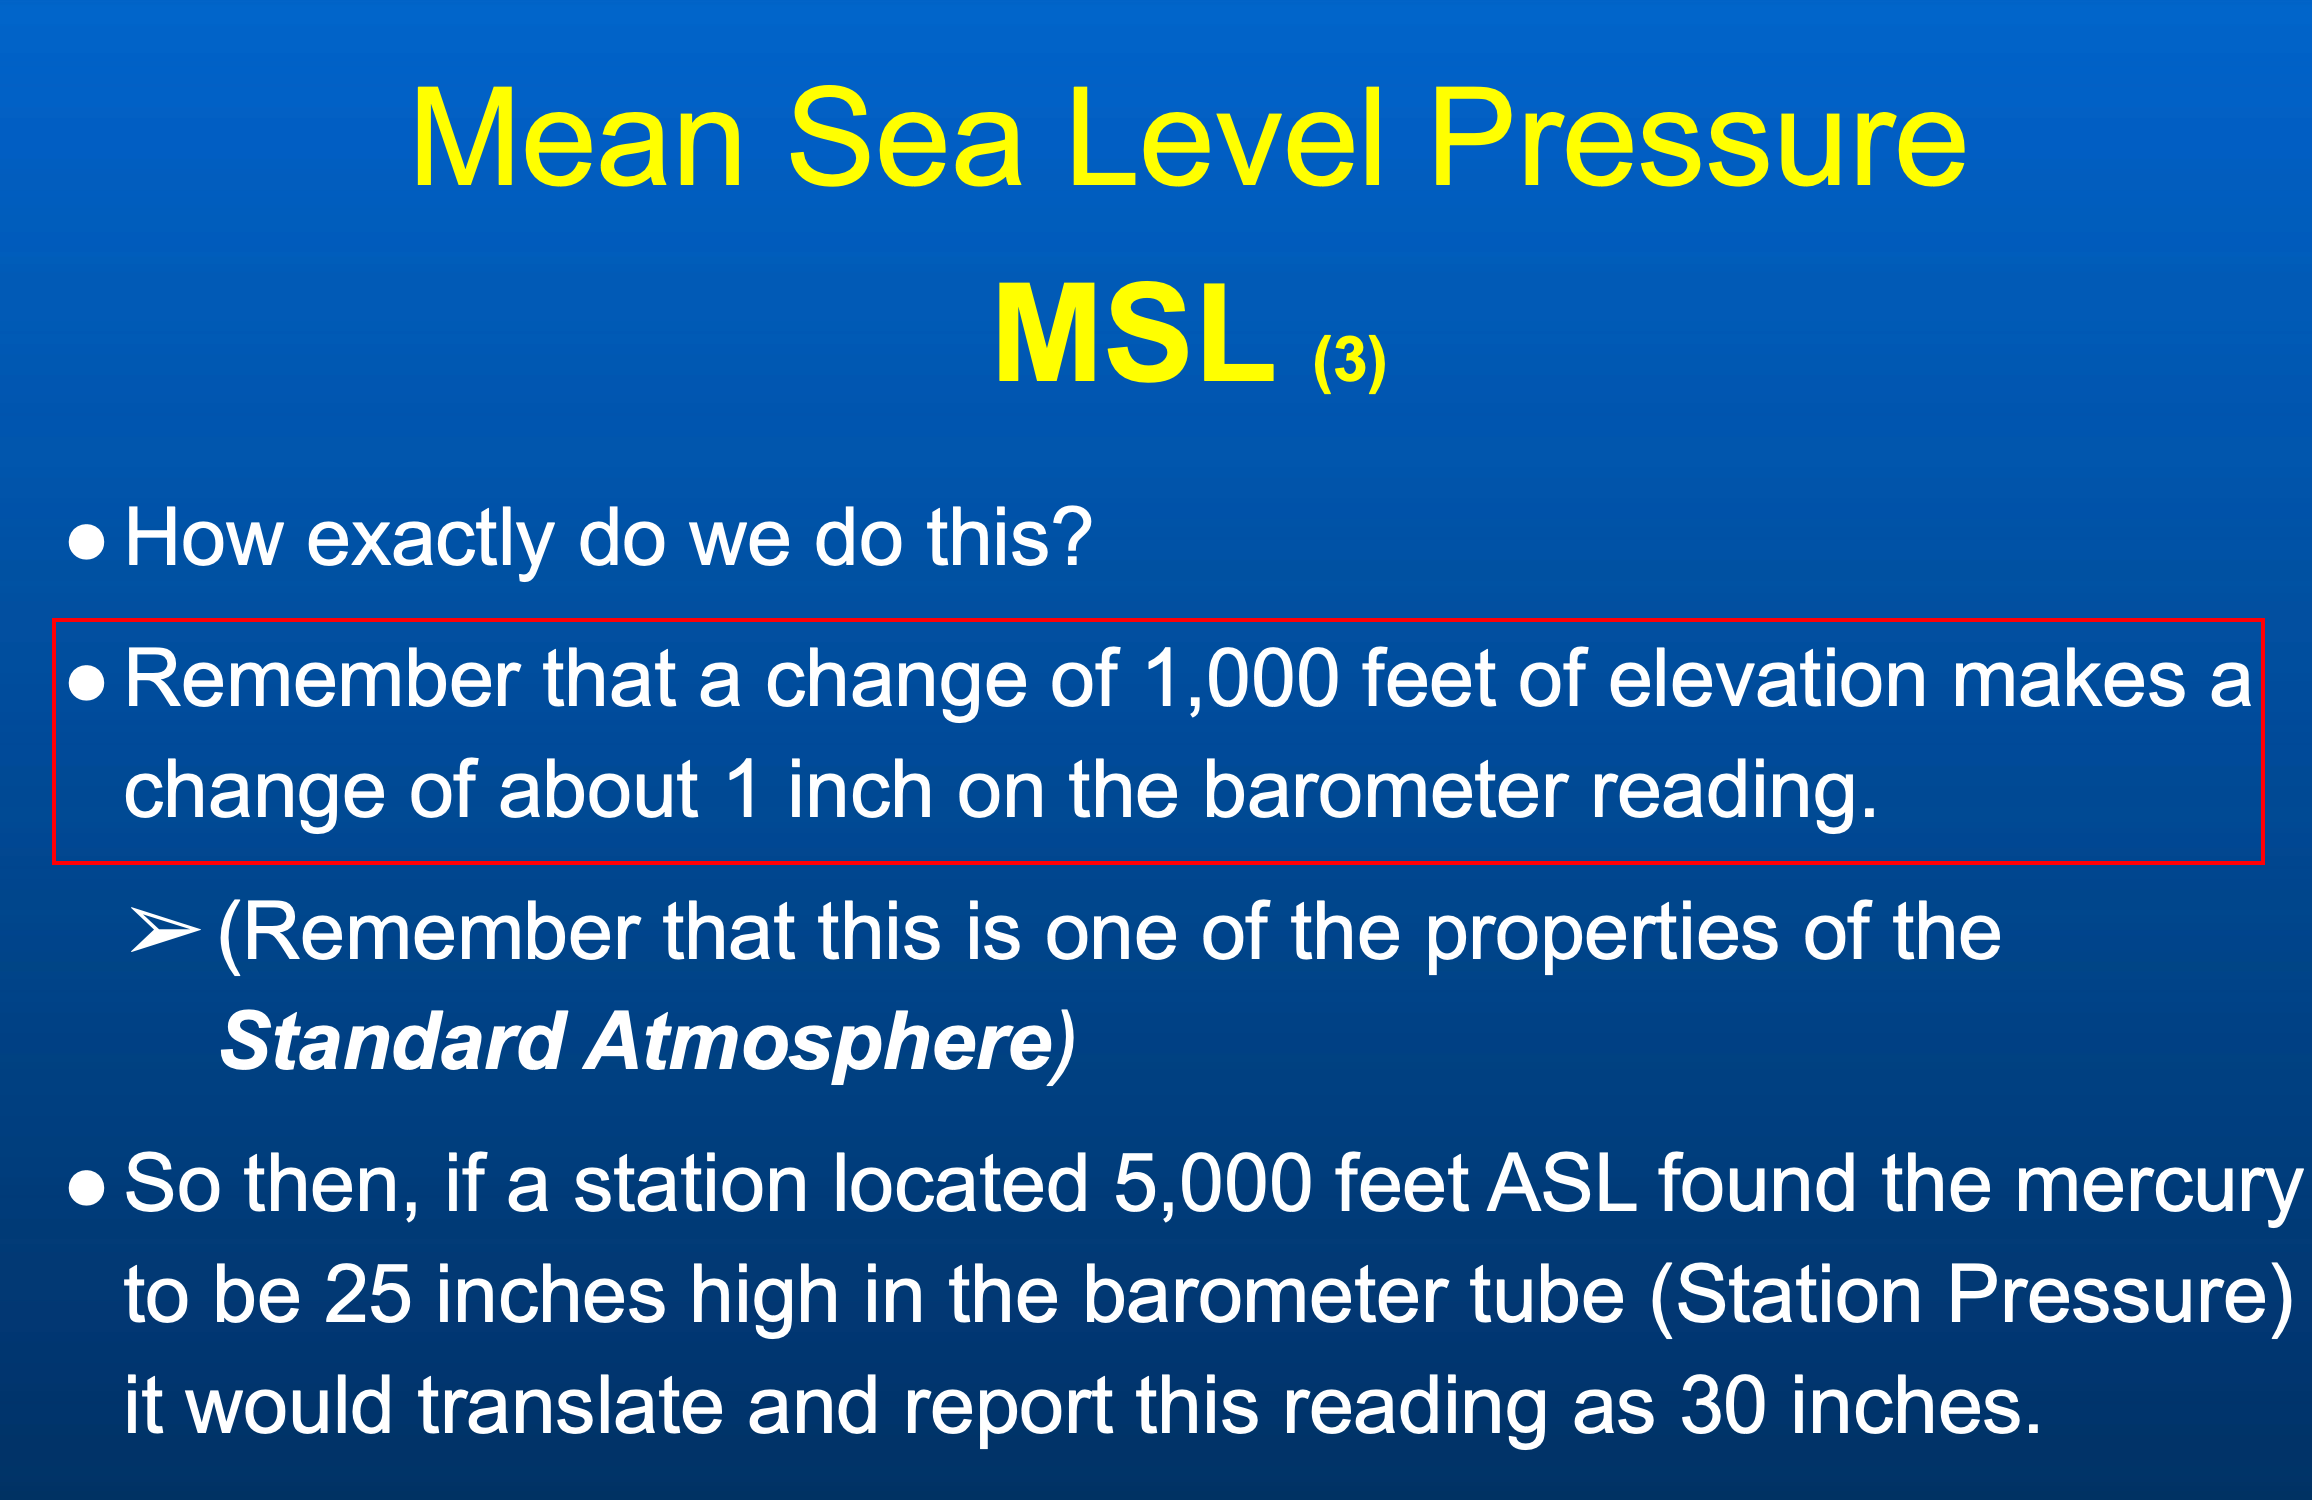 Mean Sea Level Pressure
MSL (3)
● How exactly do we do this?
● Remember that a change of 1,000 feet of elevation makes a
change of about 1 inch on the barometer reading.
➢ (Remember that this is one of the properties of the
Standard Atmosphere)
● So then, if a station located 5,000 feet ASL found the mercury
to be 25 inches high in the barometer tube (Station Pressure)
it would translate and report this reading as 30 inches.